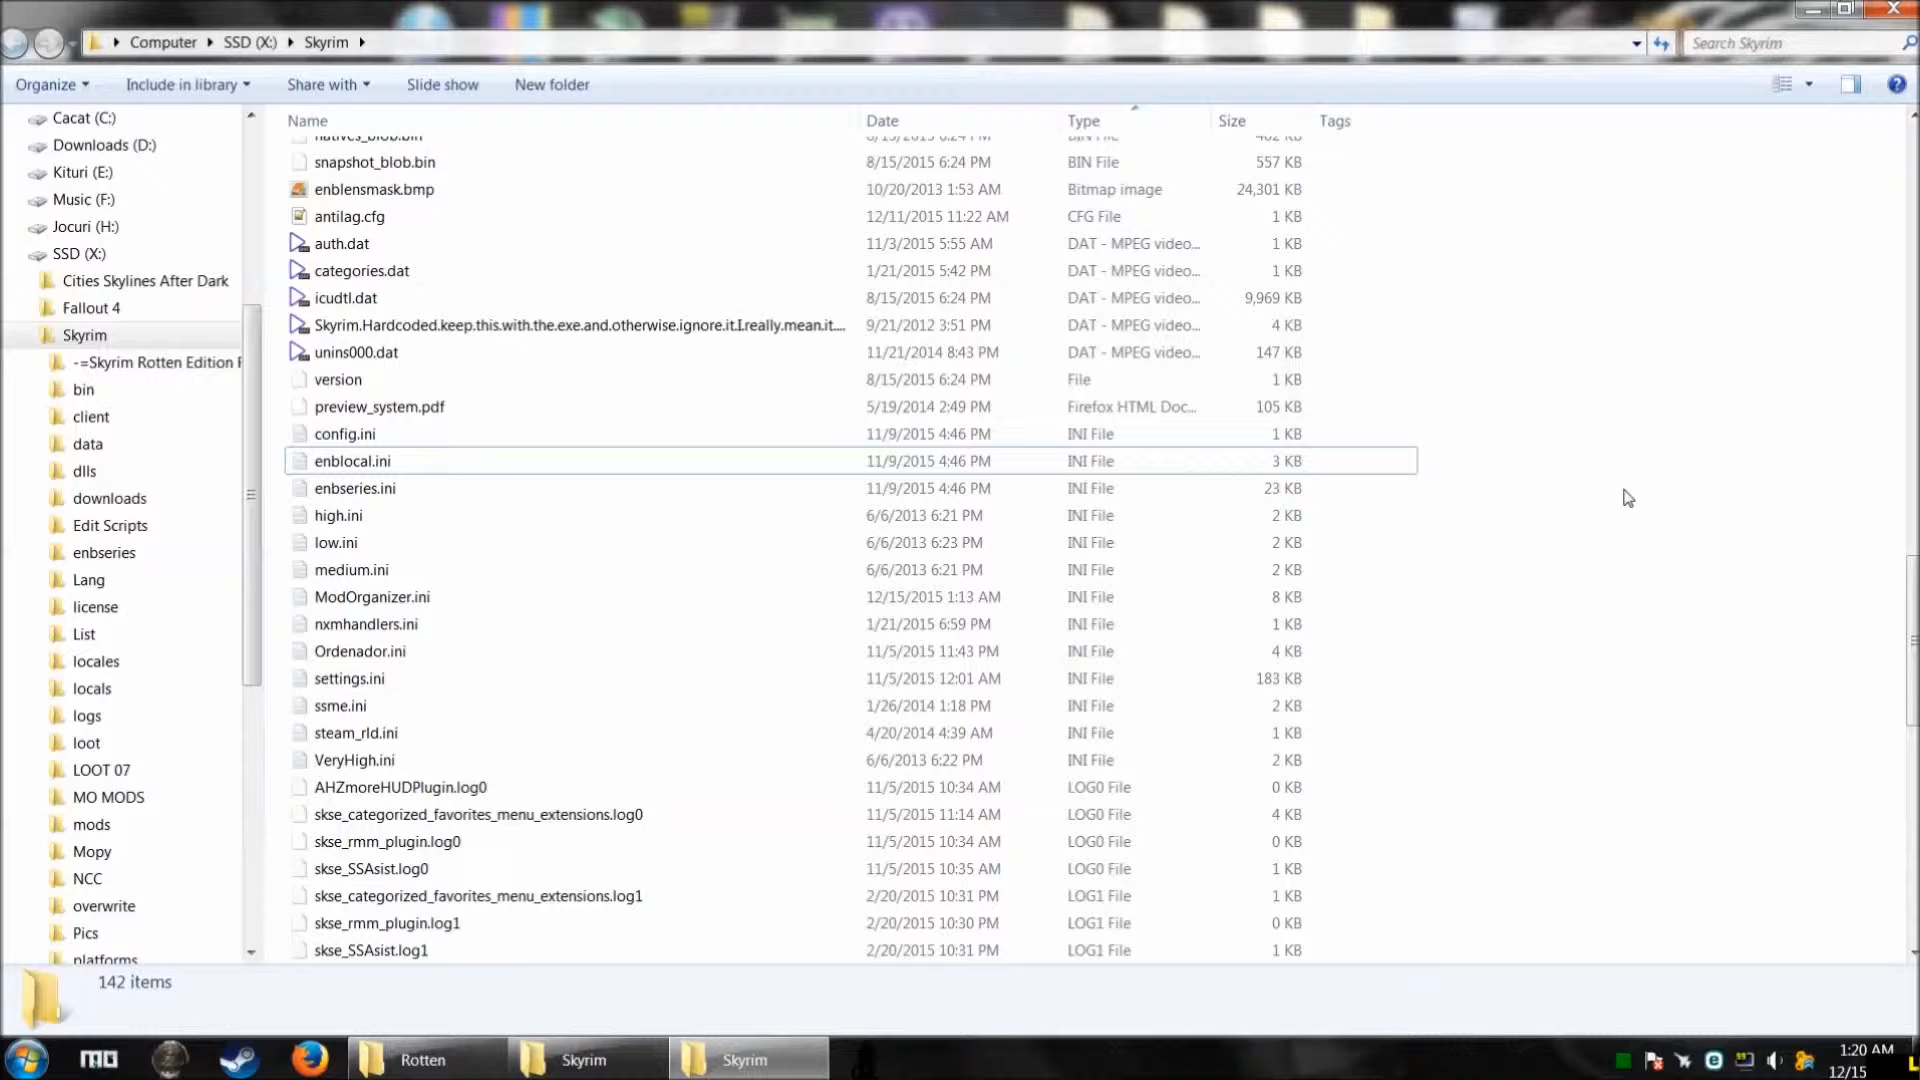 Computer ▸ SSD (X:) ▸ Skyrim ▸
Search Skyrim
Organize Include in library Share with Slide show New folder
Name Date Type Size Tags
natives_blob.bin 8/15/2015 6:24 PM BIN File 402 KB
snapshot_blob.bin 8/15/2015 6:24 PM BIN File 557 KB
enblensmask.bmp 10/20/2013 1:53 AM Bitmap image 24,301 KB
antilag.cfg 12/11/2015 11:22 AM CFG File 1 KB
auth.dat 11/3/2015 5:55 AM DAT - MPEG video... 1 KB
categories.dat 1/21/2015 5:42 PM DAT - MPEG video... 1 KB
icudtl.dat 8/15/2015 6:24 PM DAT - MPEG video... 9,969 KB
Skyrim.Hardcoded.keep.this.with.the.exe.and.otherwise.ignore.it.I.really.mean.it.... 9/21/2012 3:51 PM DAT - MPEG video... 4 KB
unins000.dat 11/21/2014 8:43 PM DAT - MPEG video... 147 KB
version 8/15/2015 6:24 PM File 1 KB
preview_system.pdf 5/19/2014 2:49 PM Firefox HTML Doc... 105 KB
config.ini 11/9/2015 4:46 PM INI File 1 KB
enblocal.ini 11/9/2015 4:46 PM INI File 3 KB
enbseries.ini 11/9/2015 4:46 PM INI File 23 KB
high.ini 6/6/2013 6:21 PM INI File 2 KB
low.ini 6/6/2013 6:23 PM INI File 2 KB
medium.ini 6/6/2013 6:21 PM INI File 2 KB
ModOrganizer.ini 12/15/2015 1:13 AM INI File 8 KB
nxmhandlers.ini 1/21/2015 6:59 PM INI File 1 KB
Ordenador.ini 11/5/2015 11:43 PM INI File 4 KB
settings.ini 11/5/2015 12:01 AM INI File 183 KB
ssme.ini 1/26/2014 1:18 PM INI File 2 KB
steam_rld.ini 4/20/2014 4:39 AM INI File 1 KB
VeryHigh.ini 6/6/2013 6:22 PM INI File 2 KB
AHZmoreHUDPlugin.log0 11/5/2015 10:34 AM LOG0 File 0 KB
skse_categorized_favorites_menu_extensions.log0 11/5/2015 11:14 AM LOG0 File 4 KB
skse_rmm_plugin.log0 11/5/2015 10:34 AM LOG0 File 0 KB
skse_SSAsist.log0 11/5/2015 10:35 AM LOG0 File 1 KB
skse_categorized_favorites_menu_extensions.log1 2/20/2015 10:31 PM LOG1 File 1 KB
skse_rmm_plugin.log1 2/20/2015 10:30 PM LOG1 File 0 KB
skse_SSAsist.log1 2/20/2015 10:31 PM LOG1 File 1 KB
Cacat (C:)
Downloads (D:)
Kituri (E:)
Music (F:)
Jocuri (H:)
SSD (X:)
Cities Skylines After Dark
Fallout 4
Skyrim
-=Skyrim Rotten Edition F
bin
client
data
dlls
downloads
Edit Scripts
enbseries
Lang
license
List
locales
locals
logs
loot
LOOT 07
MO MODS
mods
Mopy
NCC
overwrite
Pics
platforms
142 items
MO Rotten Skyrim Skyrim
1:20 AM
12/15